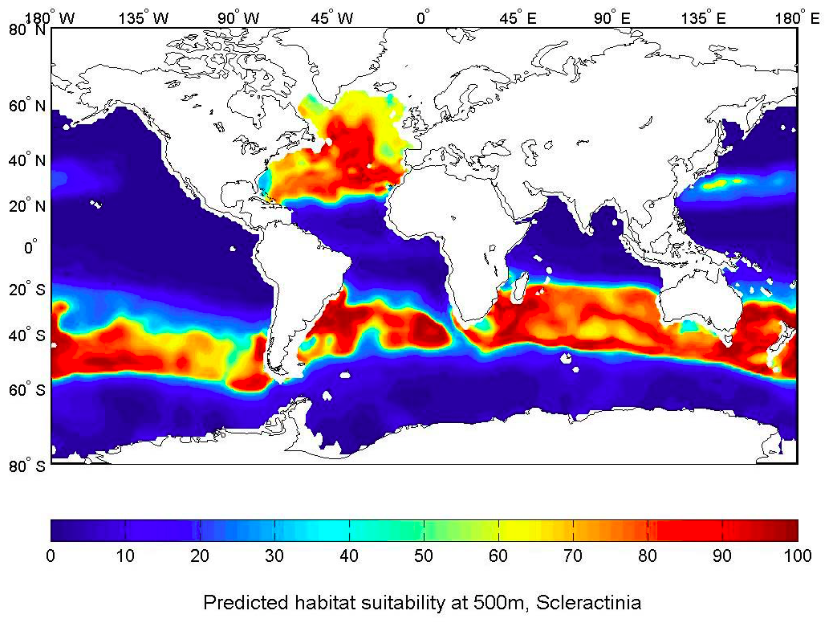 180° W 135° W 90° W 45° W 0° 45° E 90° E 135° E 180° E
80° N
60° N
40° N
20° N
0°
20° S
40° S
60° S
80° S
0 10 20 30 40 50 60 70 80 90 100
Predicted habitat suitability at 500m, Scleractinia